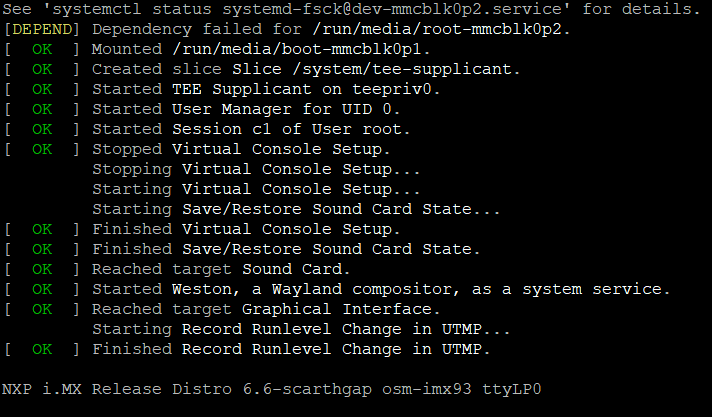 See 'systemctl status systemd-fsck@dev-mmcblk0p2.service' for details.
[DEPEND] Dependency failed for /run/media/root-mmcblk0p2.
[  OK  ] Mounted /run/media/boot-mmcblk0p1.
[  OK  ] Created slice Slice /system/tee-supplicant.
[  OK  ] Started TEE Supplicant on teepriv0.
[  OK  ] Started User Manager for UID 0.
[  OK  ] Started Session c1 of User root.
[  OK  ] Stopped Virtual Console Setup.
         Stopping Virtual Console Setup...
         Starting Virtual Console Setup...
         Starting Save/Restore Sound Card State...
[  OK  ] Finished Virtual Console Setup.
[  OK  ] Finished Save/Restore Sound Card State.
[  OK  ] Reached target Sound Card.
[  OK  ] Started Weston, a Wayland compositor, as a system service.
[  OK  ] Reached target Graphical Interface.
         Starting Record Runlevel Change in UTMP...
[  OK  ] Finished Record Runlevel Change in UTMP.

NXP i.MX Release Distro 6.6-scarthgap osm-imx93 ttyLP0